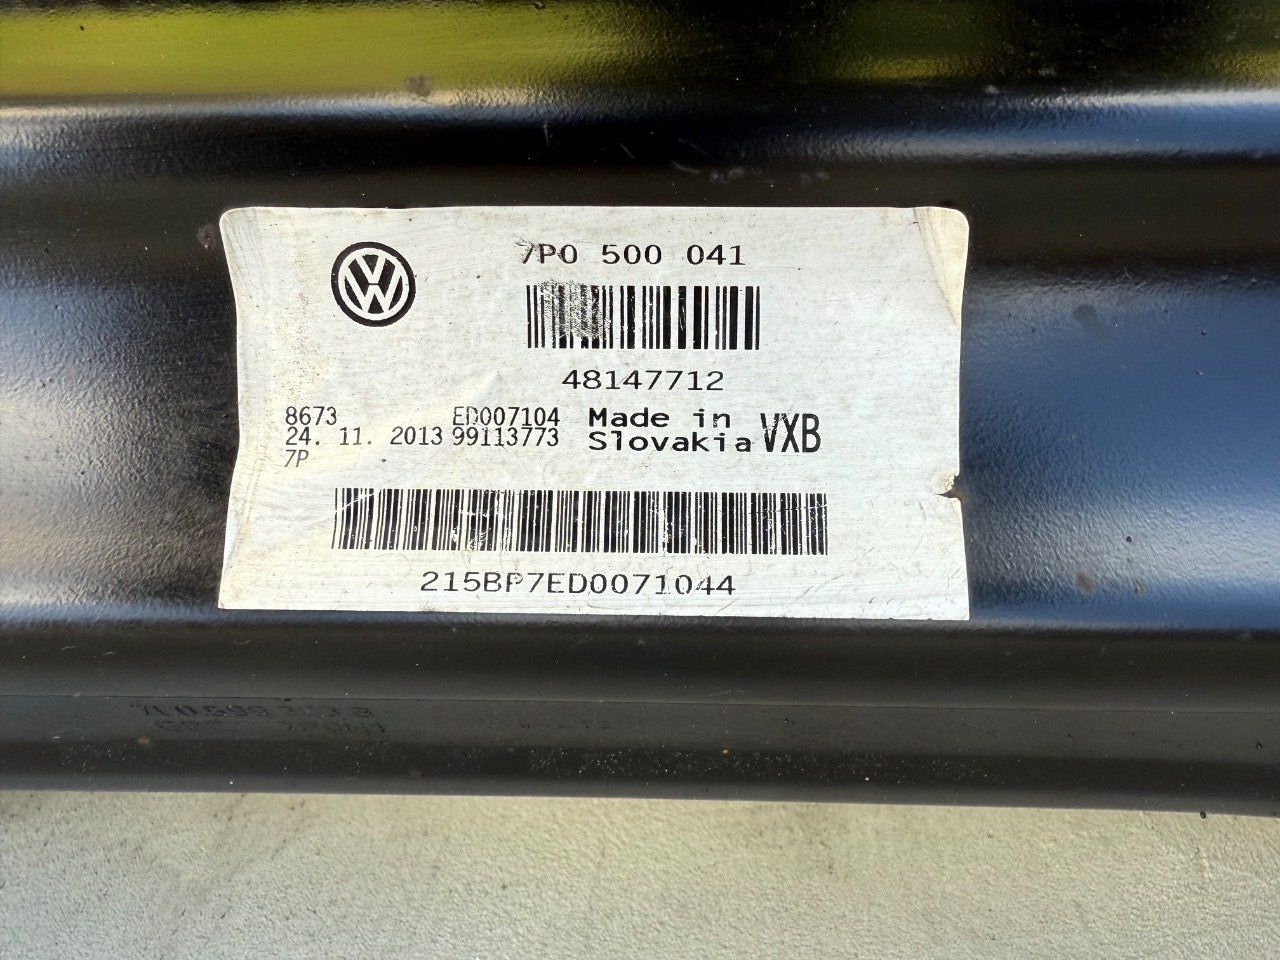 7P0 500 041
48147712
8673 ED007104 Made in
24. 11. 2013 99113773 Slovakia VXB
7P
215BP7ED0071044